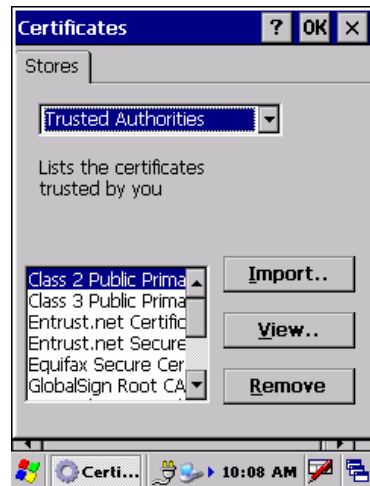 Certificates ? OK ×
Stores
Trusted Authorities
Lists the certificates
trusted by you
Class 2 Public Prima
Class 3 Public Prima
Entrust.net Certific
Entrust.net Secure
Equifax Secure Cer
GlobalSign Root CA
Import..
View..
Remove
Certi... 10:08 AM